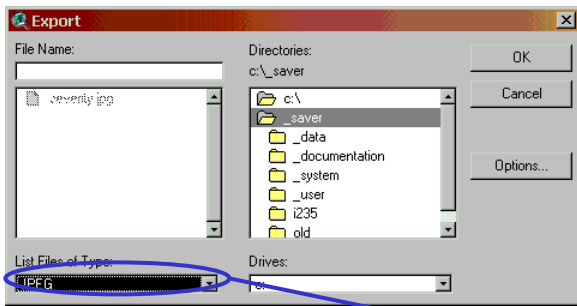 Export
File Name:
Directories:
c:\_saver
OK
Cancel
Options...
c:\
_saver
_data
_documentation
_system
_user
i235
old
List Files of Type:
JPEG
Drives:
c: